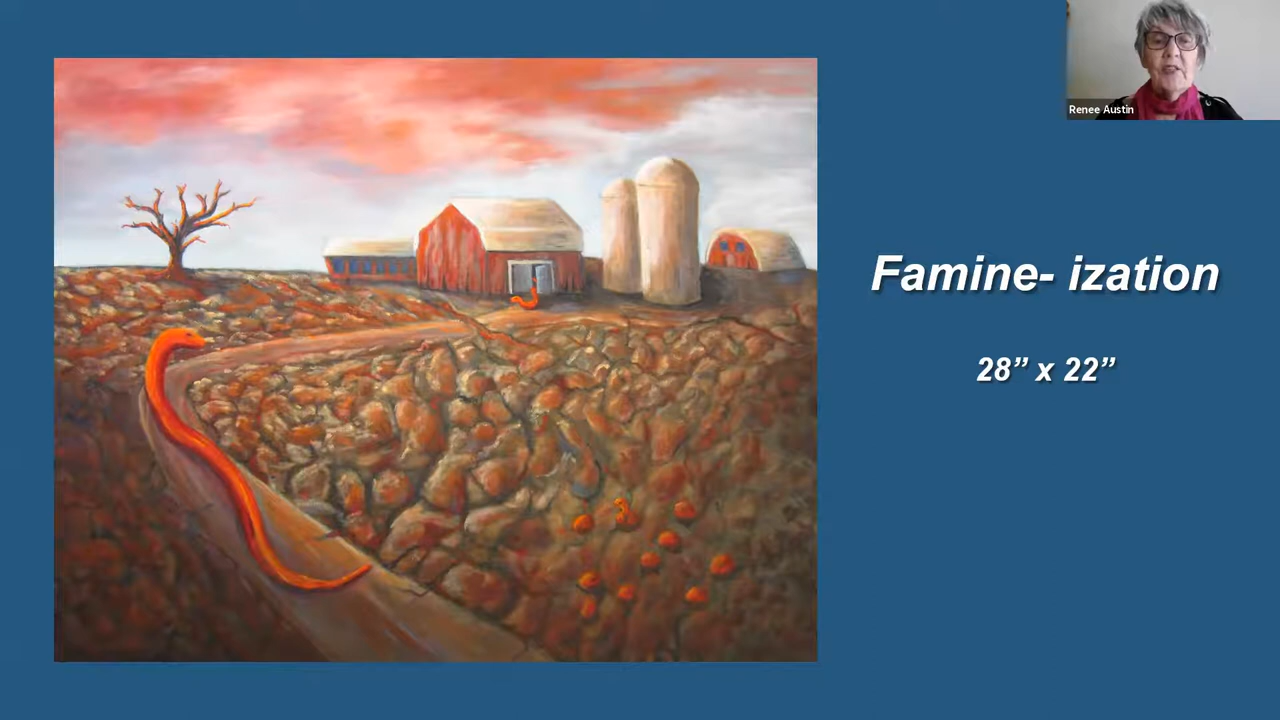 Renee Austin
Famine- ization
28” x 22”